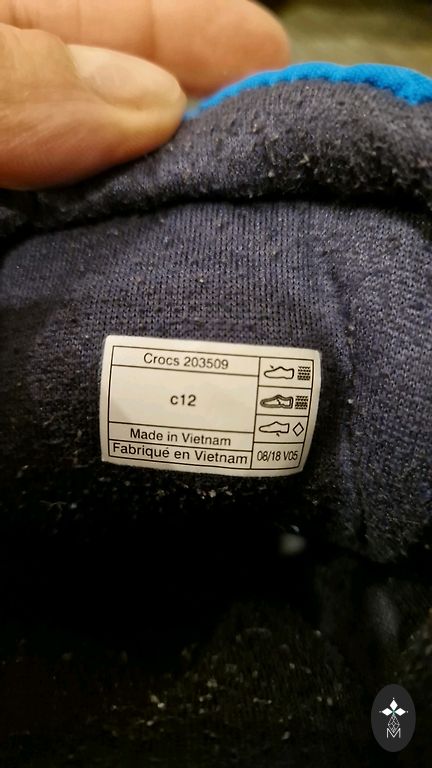 Crocs 203509
c12
Made in Vietnam
Fabriqué en Vietnam
08/18 V05
M